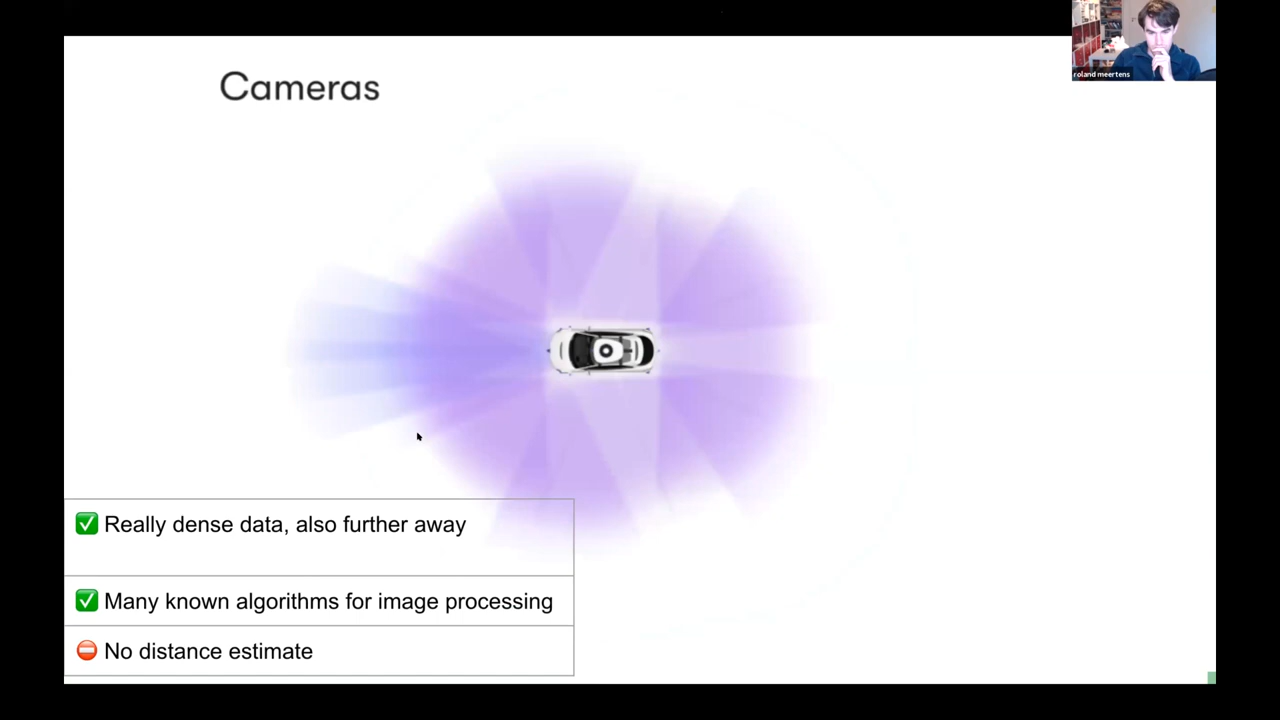 Cameras
roland meertens
✅ Really dense data, also further away
✅ Many known algorithms for image processing
⛔ No distance estimate